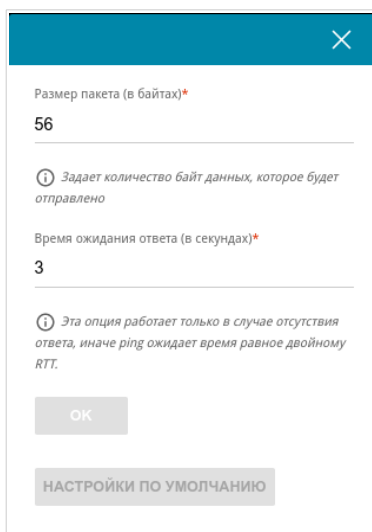 Размер пакета (в байтах)*
56
Задает количество байт данных, которое будет
отправлено
Время ожидания ответа (в секундах)*
3
Эта опция работает только в случае отсутствия
ответа, иначе ping ожидает время равное двойному
RTT.
OK
НАСТРОЙКИ ПО УМОЛЧАНИЮ